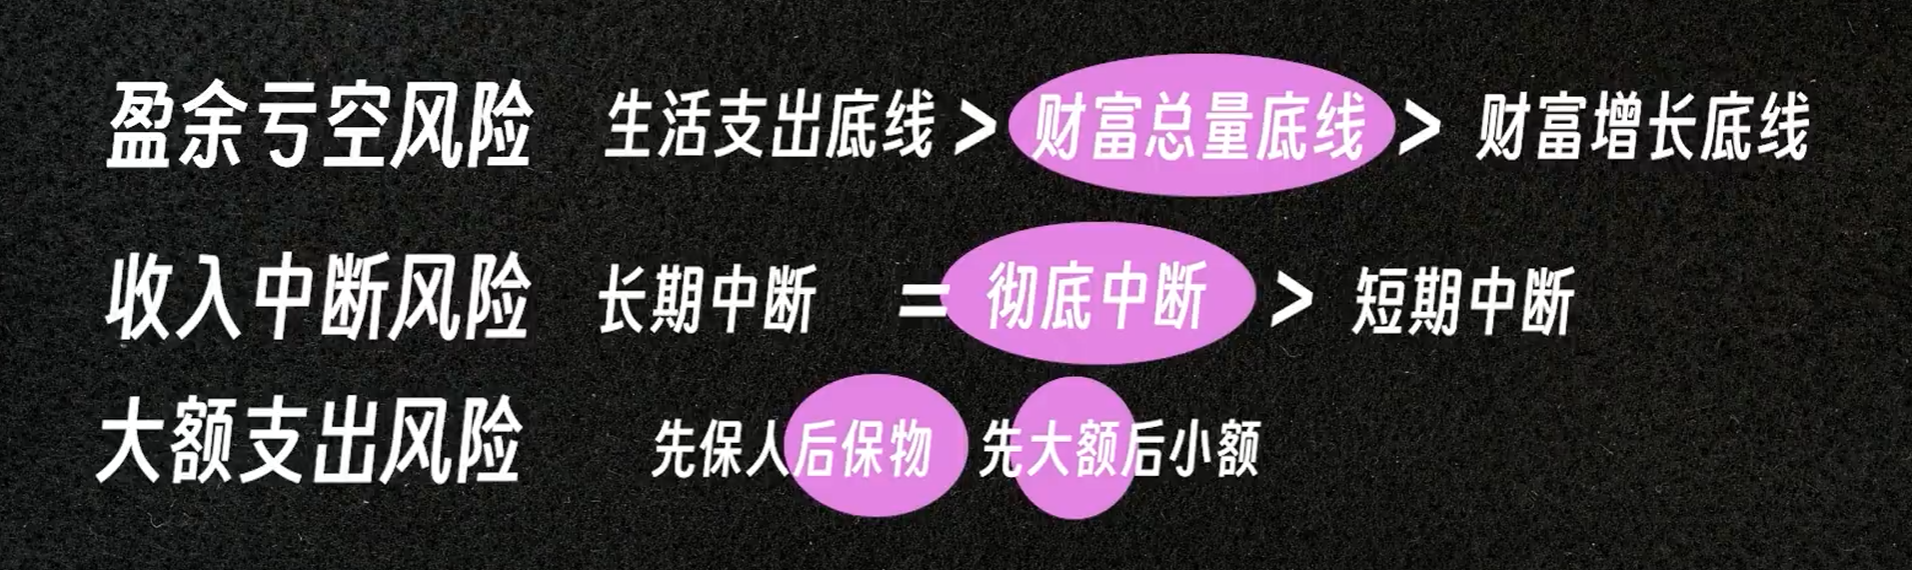 盈余亏空风险 生活支出底线 > 财富总量底线 > 财富增长底线
收入中断风险 长期中断 = 彻底中断 > 短期中断
大额支出风险 先保人后保物 先大额后小额